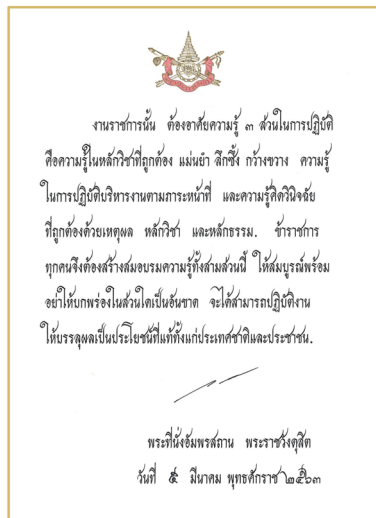 งานราชการนั้น ต้องอาศัยความรู้ ๓ ส่วนในการปฏิบัติ
คือความรู้ในหลักวิชาที่ถูกต้อง แม่นยำ ลึกซึ้ง กว้างขวาง ความรู้
ในการปฏิบัติบริหารงานตามภาระหน้าที่ และความรู้คิดวินิจฉัย
ที่ถูกต้องด้วยเหตุผล หลักวิชา และหลักธรรม. ข้าราชการ
ทุกคนจึงต้องสร้างสมอบรมความรู้ทั้งสามส่วนนี้ ให้สมบูรณ์พร้อม
อย่าให้บกพร่องในส่วนใดเป็นอันขาด จะได้สามารถปฏิบัติงาน
ให้บรรลุผลเป็นประโยชน์ที่แท้ทั้งแก่ประเทศชาติและประชาชน.
พระที่นั่งอัมพรสถาน พระราชวังดุสิต
วันที่ ๕ มีนาคม พุทธศักราช ๒๕๖๓